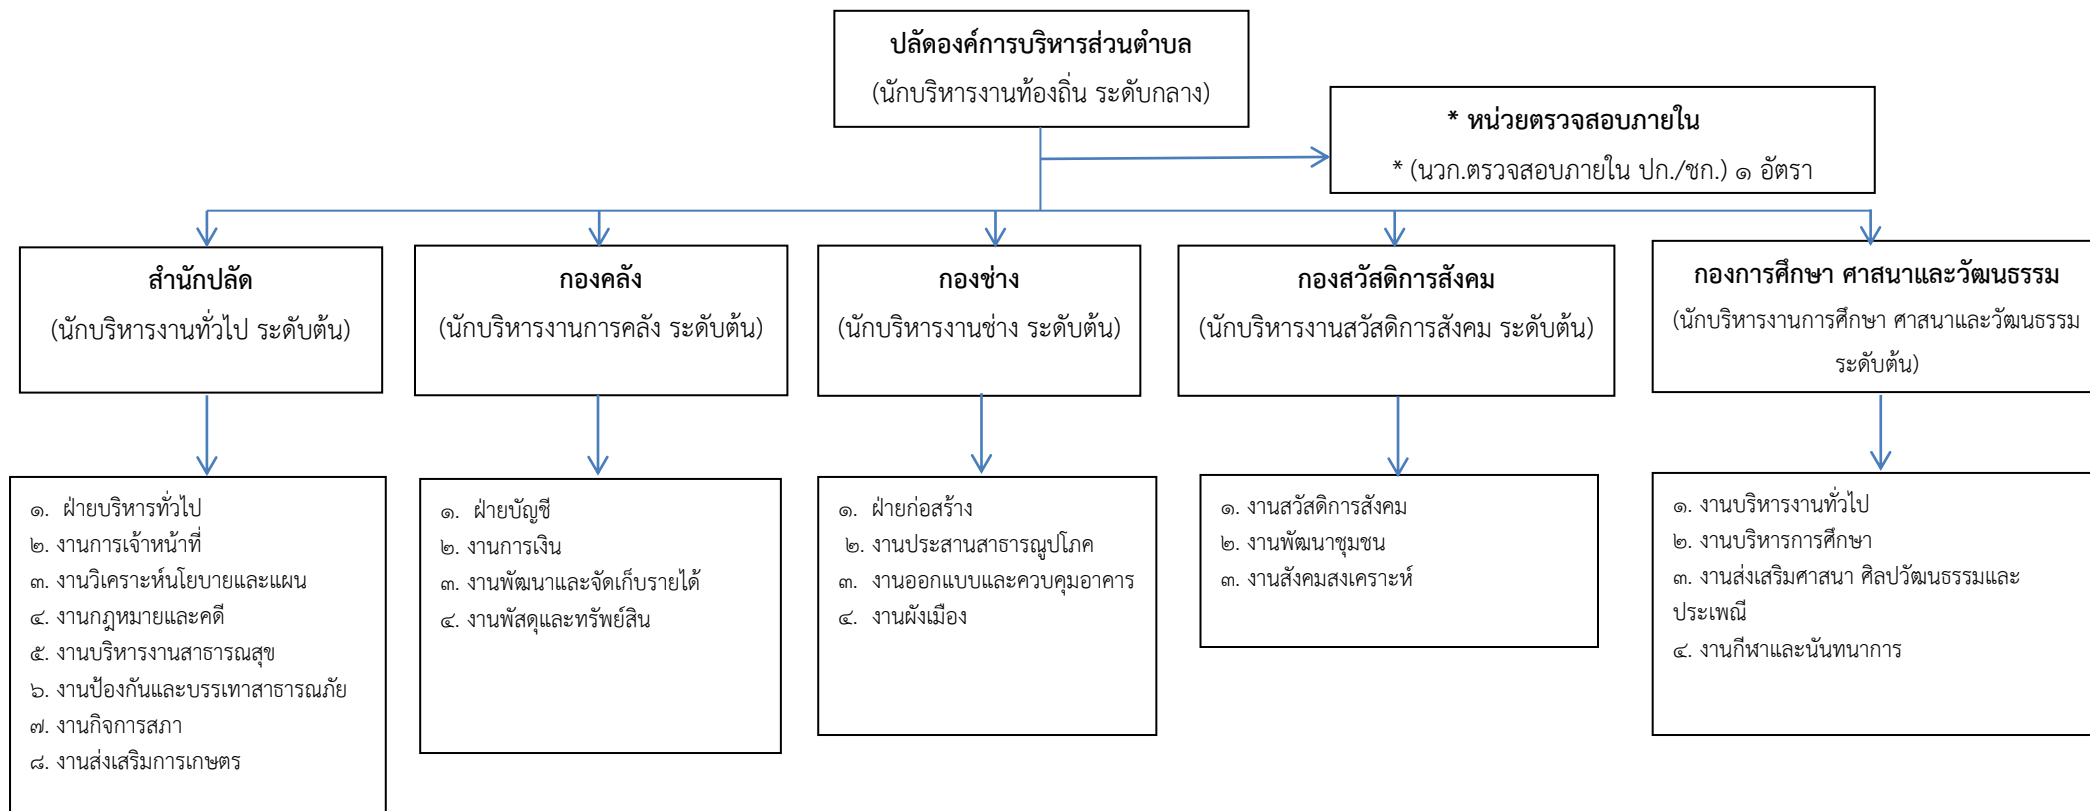 ปลัดองค์การบริหารส่วนตำบล
(นักบริหารงานท้องถิ่น ระดับกลาง)
* หน่วยตรวจสอบภายใน
* (นวก.ตรวจสอบภายใน ปก./ชก.) ๑ อัตรา
สำนักปลัด
(นักบริหารงานทั่วไป ระดับต้น)
กองคลัง
(นักบริหารงานการคลัง ระดับต้น)
กองช่าง
(นักบริหารงานช่าง ระดับต้น)
กองสวัสดิการสังคม
(นักบริหารงานสวัสดิการสังคม ระดับต้น)
กองการศึกษา ศาสนาและวัฒนธรรม
(นักบริหารงานการศึกษา ศาสนาและวัฒนธรรม
ระดับต้น)
๑. ฝ่ายบริหารทั่วไป
๒. งานการเจ้าหน้าที่
๓. งานวิเคราะห์นโยบายและแผน
๔. งานกฎหมายและคดี
๕. งานบริหารงานสาธารณสุข
๖. งานป้องกันและบรรเทาสาธารณภัย
๗. งานกิจการสภา
๘. งานส่งเสริมการเกษตร
๑. ฝ่ายบัญชี
๒. งานการเงิน
๓. งานพัฒนาและจัดเก็บรายได้
๔. งานพัสดุและทรัพย์สิน
๑. ฝ่ายก่อสร้าง
๒. งานประสานสาธารณูปโภค
๓. งานออกแบบและควบคุมอาคาร
๔. งานผังเมือง
๑. งานสวัสดิการสังคม
๒. งานพัฒนาชุมชน
๓. งานสังคมสงเคราะห์
๑. งานบริหารงานทั่วไป
๒. งานบริหารการศึกษา
๓. งานส่งเสริมศาสนา ศิลปวัฒนธรรมและ
ประเพณี
๔. งานกีฬาและนันทนาการ